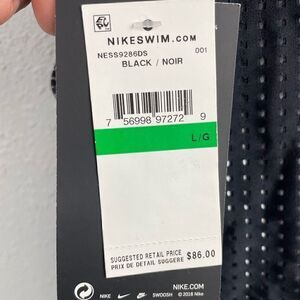 NIKESWIM.COM
NESS9286DS 001
BLACK / NOIR
7 56998 97272 9
L/G
SUGGESTED RETAIL PRICE
PRIX DE DETAIL SUGGERE $86.00
NIKE.COM
NIKE SWOOSH © 2018 Nike